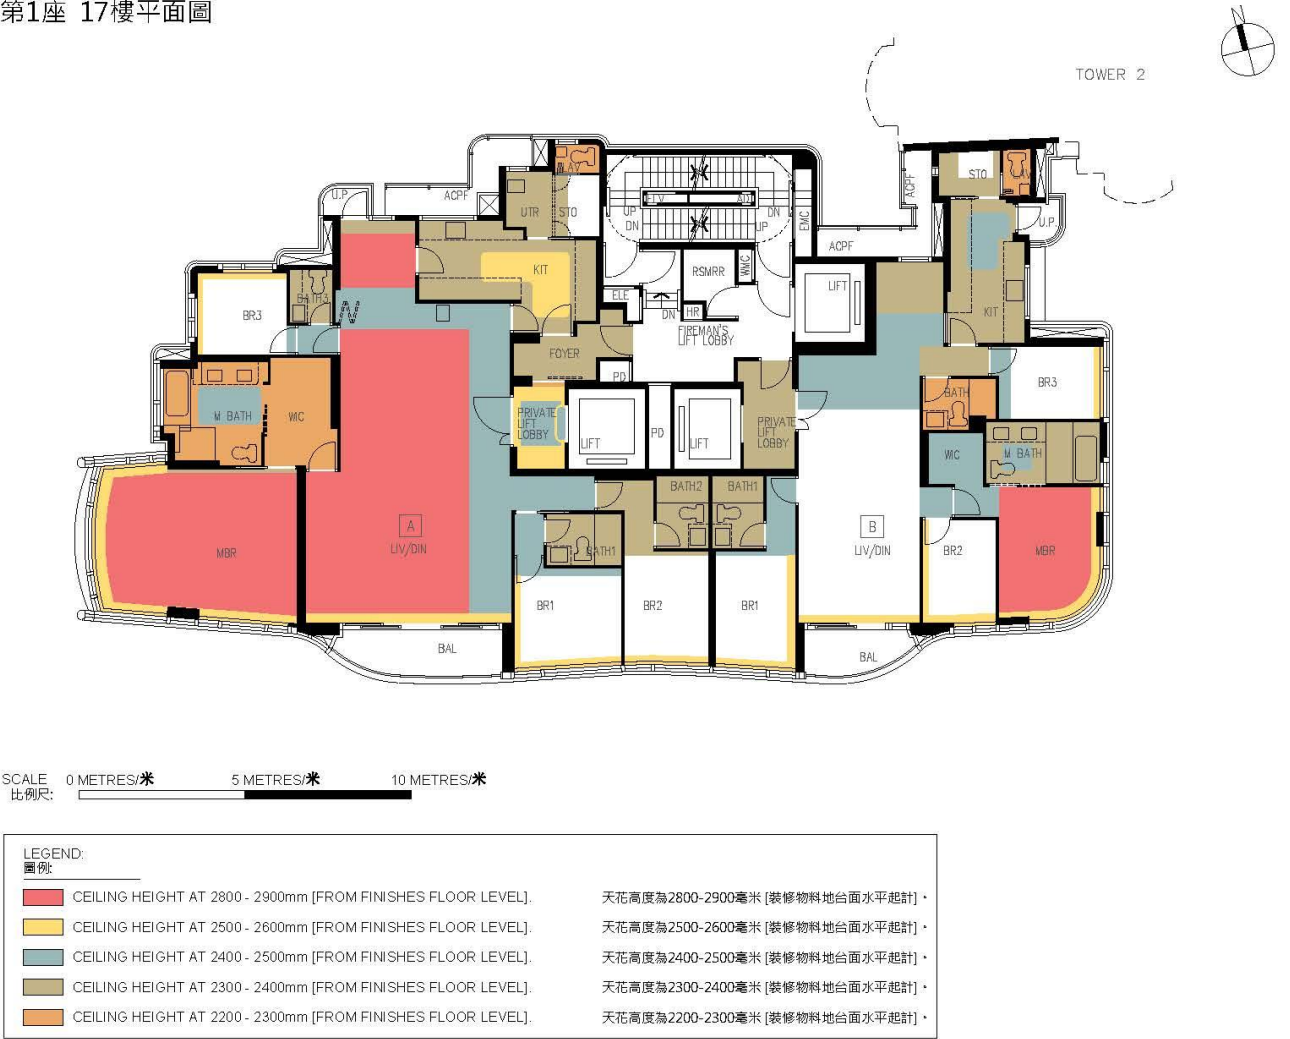 第1座 17樓平面圖
TOWER 2
U.P
ACPF
LAV
UTR
STO
UP
DN
FTV
AD
DN
UP
EMC
ACPF
STO
LAV
U.P
ACPF
KIT
RSMRR
WMC
LIFT
BR3
BATH3
ELE
HR
DN
FIREMAN'S
LIFT LOBBY
KIT
FOYER
PD
BR3
M BATH
WIC
PRIVATE
LIFT
LOBBY
LIFT
PD
LIFT
PRIVATE
LIFT
LOBBY
BATH
WIC
M BATH
BATH2
BATH1
A
LIV/DIN
MBR
BATH1
B
LIV/DIN
BR2
MBR
BR1
BR2
BR1
BAL
BAL
SCALE 0 METRES/米 5 METRES/米 10 METRES/米
比例尺:
LEGEND:
圖例:
CEILING HEIGHT AT 2800 - 2900mm [FROM FINISHES FLOOR LEVEL]. 天花高度為2800-2900毫米 [裝修物料地台面水平起計]。
CEILING HEIGHT AT 2500 - 2600mm [FROM FINISHES FLOOR LEVEL]. 天花高度為2500-2600毫米 [裝修物料地台面水平起計]。
CEILING HEIGHT AT 2400 - 2500mm [FROM FINISHES FLOOR LEVEL]. 天花高度為2400-2500毫米 [裝修物料地台面水平起計]。
CEILING HEIGHT AT 2300 - 2400mm [FROM FINISHES FLOOR LEVEL]. 天花高度為2300-2400毫米 [裝修物料地台面水平起計]。
CEILING HEIGHT AT 2200 - 2300mm [FROM FINISHES FLOOR LEVEL]. 天花高度為2200-2300毫米 [裝修物料地台面水平起計]。